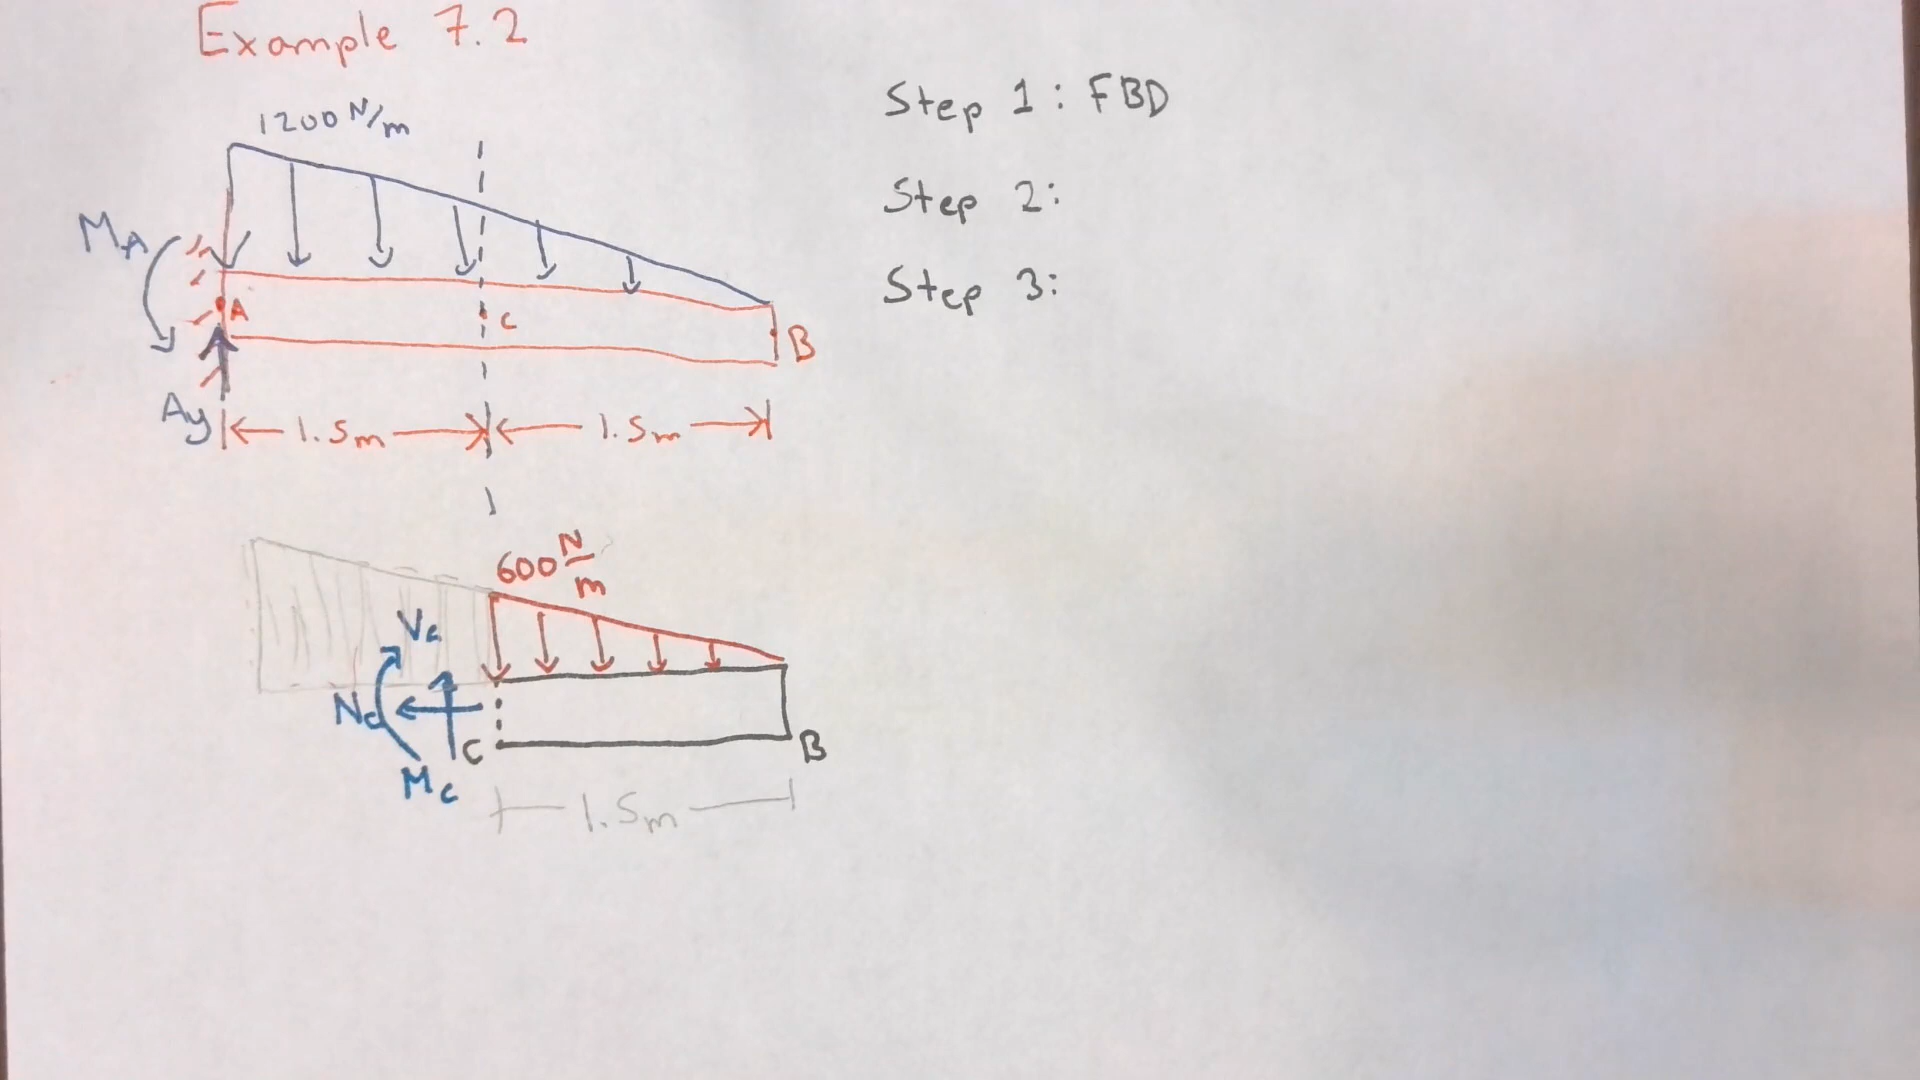 Example 7.2
1200 N/m
MA
A
C
B
Ay
1.5m
1.5m
600 N/m
Vc
Nc
C
B
Mc
1.5m
Step 1: FBD
Step 2:
Step 3: